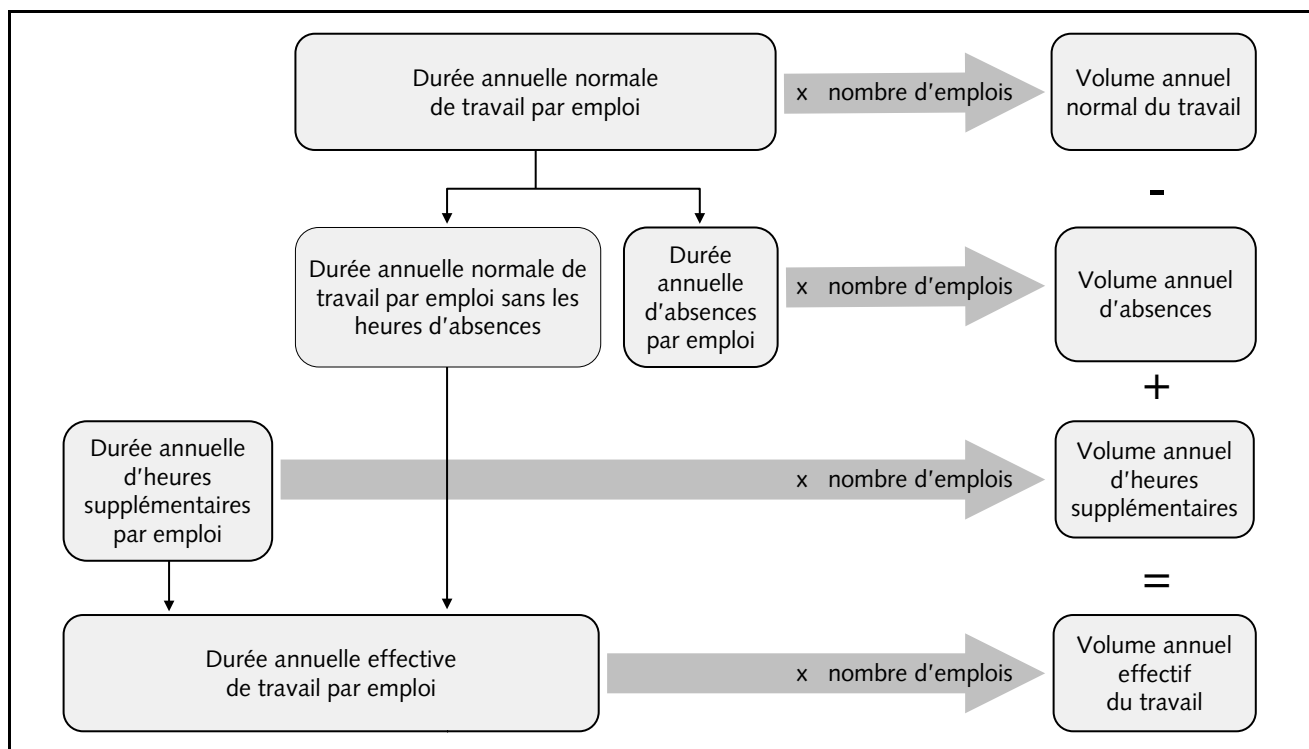 Durée annuelle normale
de travail par emploi
x nombre d'emplois
Volume annuel
normal du travail
-
Durée annuelle normale de
travail par emploi sans les
heures d'absences
Durée
annuelle
d'absences
par emploi
x nombre d'emplois
Volume annuel
d'absences
+
Durée annuelle
d'heures
supplémentaires
par emploi
x nombre d'emplois
Volume annuel
d'heures
supplémentaires
=
Durée annuelle effective
de travail par emploi
x nombre d'emplois
Volume annuel
effectif
du travail